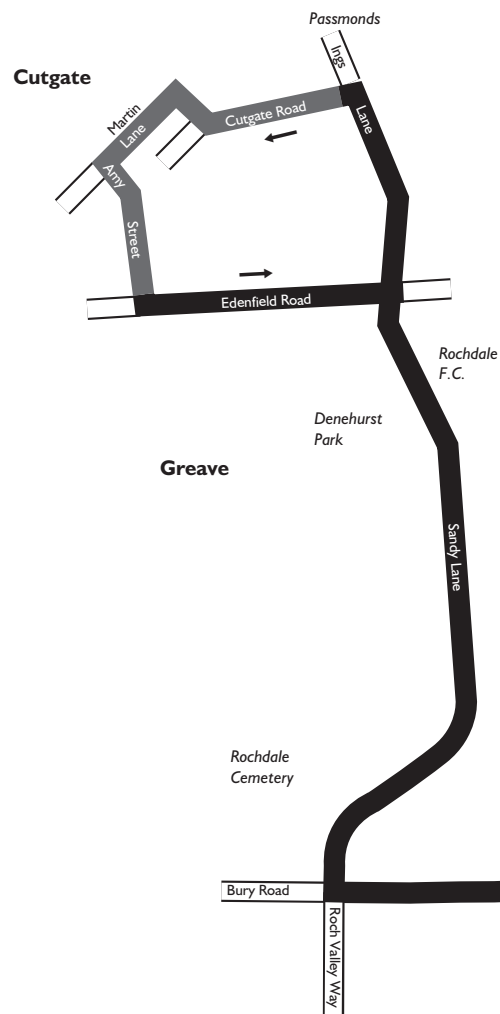 Passmonds
Ings
Lane
Cutgate
Martin
Lane
Cutgate Road
Amy
Street
Edenfield Road
Rochdale
F.C.
Denehurst
Park
Greave
Sandy Lane
Rochdale
Cemetery
Bury Road
Roch Valley Way